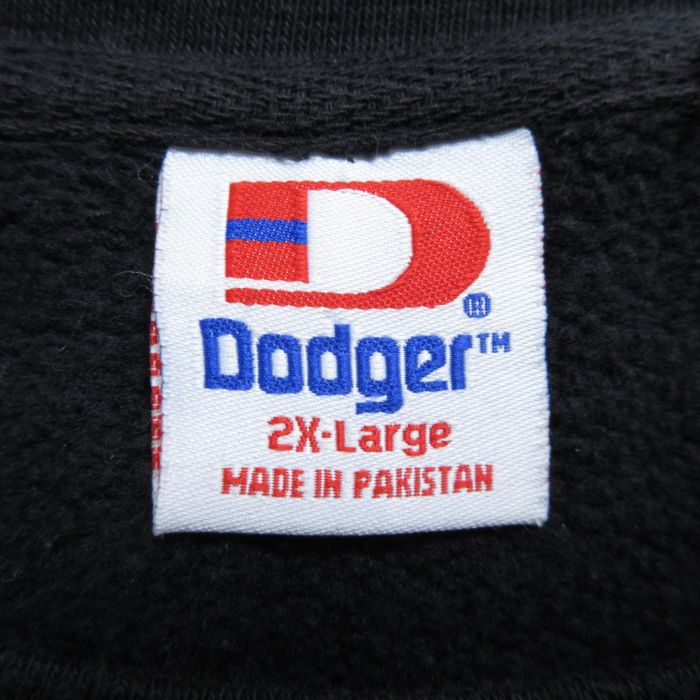 D®
Dodger™
2X-Large
MADE IN PAKISTAN